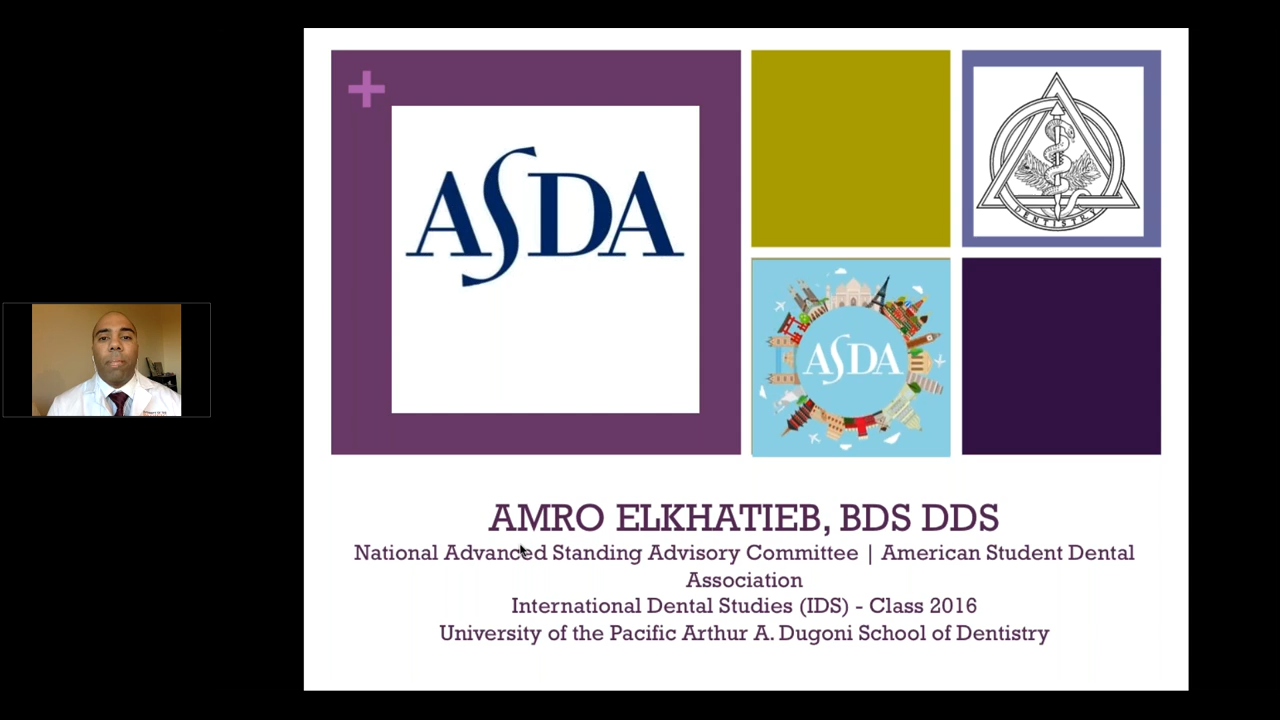 +
ASDA
DENTISTRY
ASDA
AMRO ELKHATIEB, BDS DDS
National Advanced Standing Advisory Committee | American Student Dental
Association
International Dental Studies (IDS) - Class 2016
University of the Pacific Arthur A. Dugoni School of Dentistry